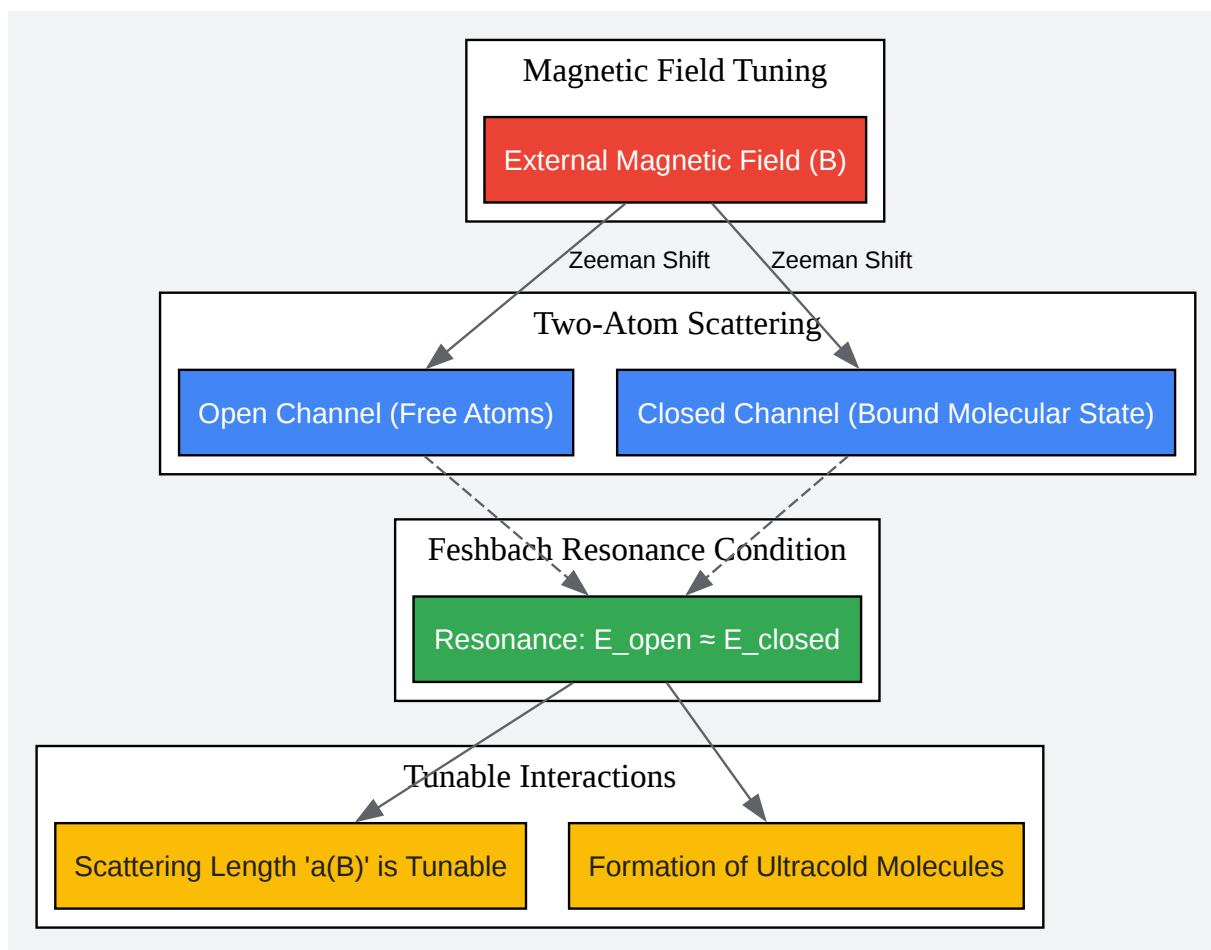 Magnetic Field Tuning
External Magnetic Field (B)
Zeeman Shift
Zeeman Shift
Two-Atom Scattering
Open Channel (Free Atoms)
Closed Channel (Bound Molecular State)
Feshbach Resonance Condition
Resonance: E_open ≈ E_closed
Tunable Interactions
Scattering Length 'a(B)' is Tunable
Formation of Ultracold Molecules